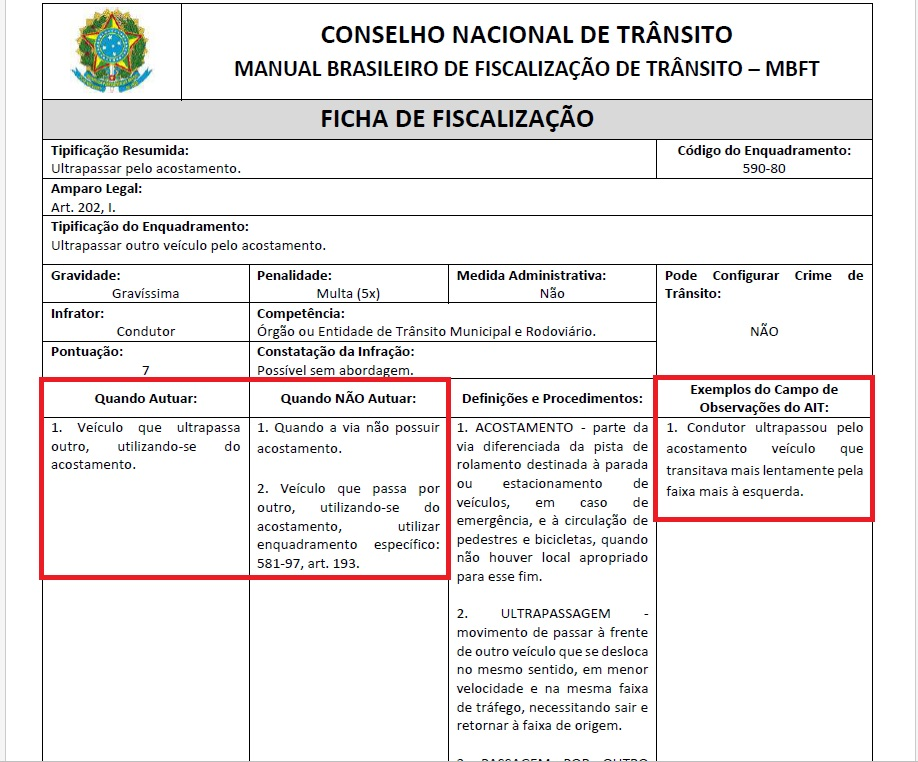 CONSELHO NACIONAL DE TRÂNSITO
MANUAL BRASILEIRO DE FISCALIZAÇÃO DE TRÂNSITO – MBFT
FICHA DE FISCALIZAÇÃO
Tipificação Resumida:
Ultrapassar pelo acostamento.
Código do Enquadramento:
590-80
Amparo Legal:
Art. 202, I.
Tipificação do Enquadramento:
Ultrapassar outro veículo pelo acostamento.
Gravidade:
Gravíssima
Penalidade:
Multa (5x)
Medida Administrativa:
Não
Pode Configurar Crime de
Trânsito:
NÃO
Infrator:
Condutor
Competência:
Órgão ou Entidade de Trânsito Municipal e Rodoviário.
Pontuação:
7
Constatação da Infração:
Possível sem abordagem.
Quando Autuar:
1. Veículo que ultrapassa
outro, utilizando-se do
acostamento.
Quando NÃO Autuar:
1. Quando a via não possuir
acostamento.
2. Veículo que passa por
outro, utilizando-se do
acostamento, utilizar
enquadramento específico:
581-97, art. 193.
Definições e Procedimentos:
1. ACOSTAMENTO - parte da
via diferenciada da pista de
rolamento destinada à parada
ou estacionamento de
veículos, em caso de
emergência, e à circulação de
pedestres e bicicletas, quando
não houver local apropriado
para esse fim.
2. ULTRAPASSAGEM -
movimento de passar à frente
de outro veículo que se desloca
no mesmo sentido, em menor
velocidade e na mesma faixa
de tráfego, necessitando sair e
retornar à faixa de origem.
Exemplos do Campo de
Observações do AIT:
1. Condutor ultrapassou pelo
acostamento veículo que
transitava mais lentamente pela
faixa mais à esquerda.